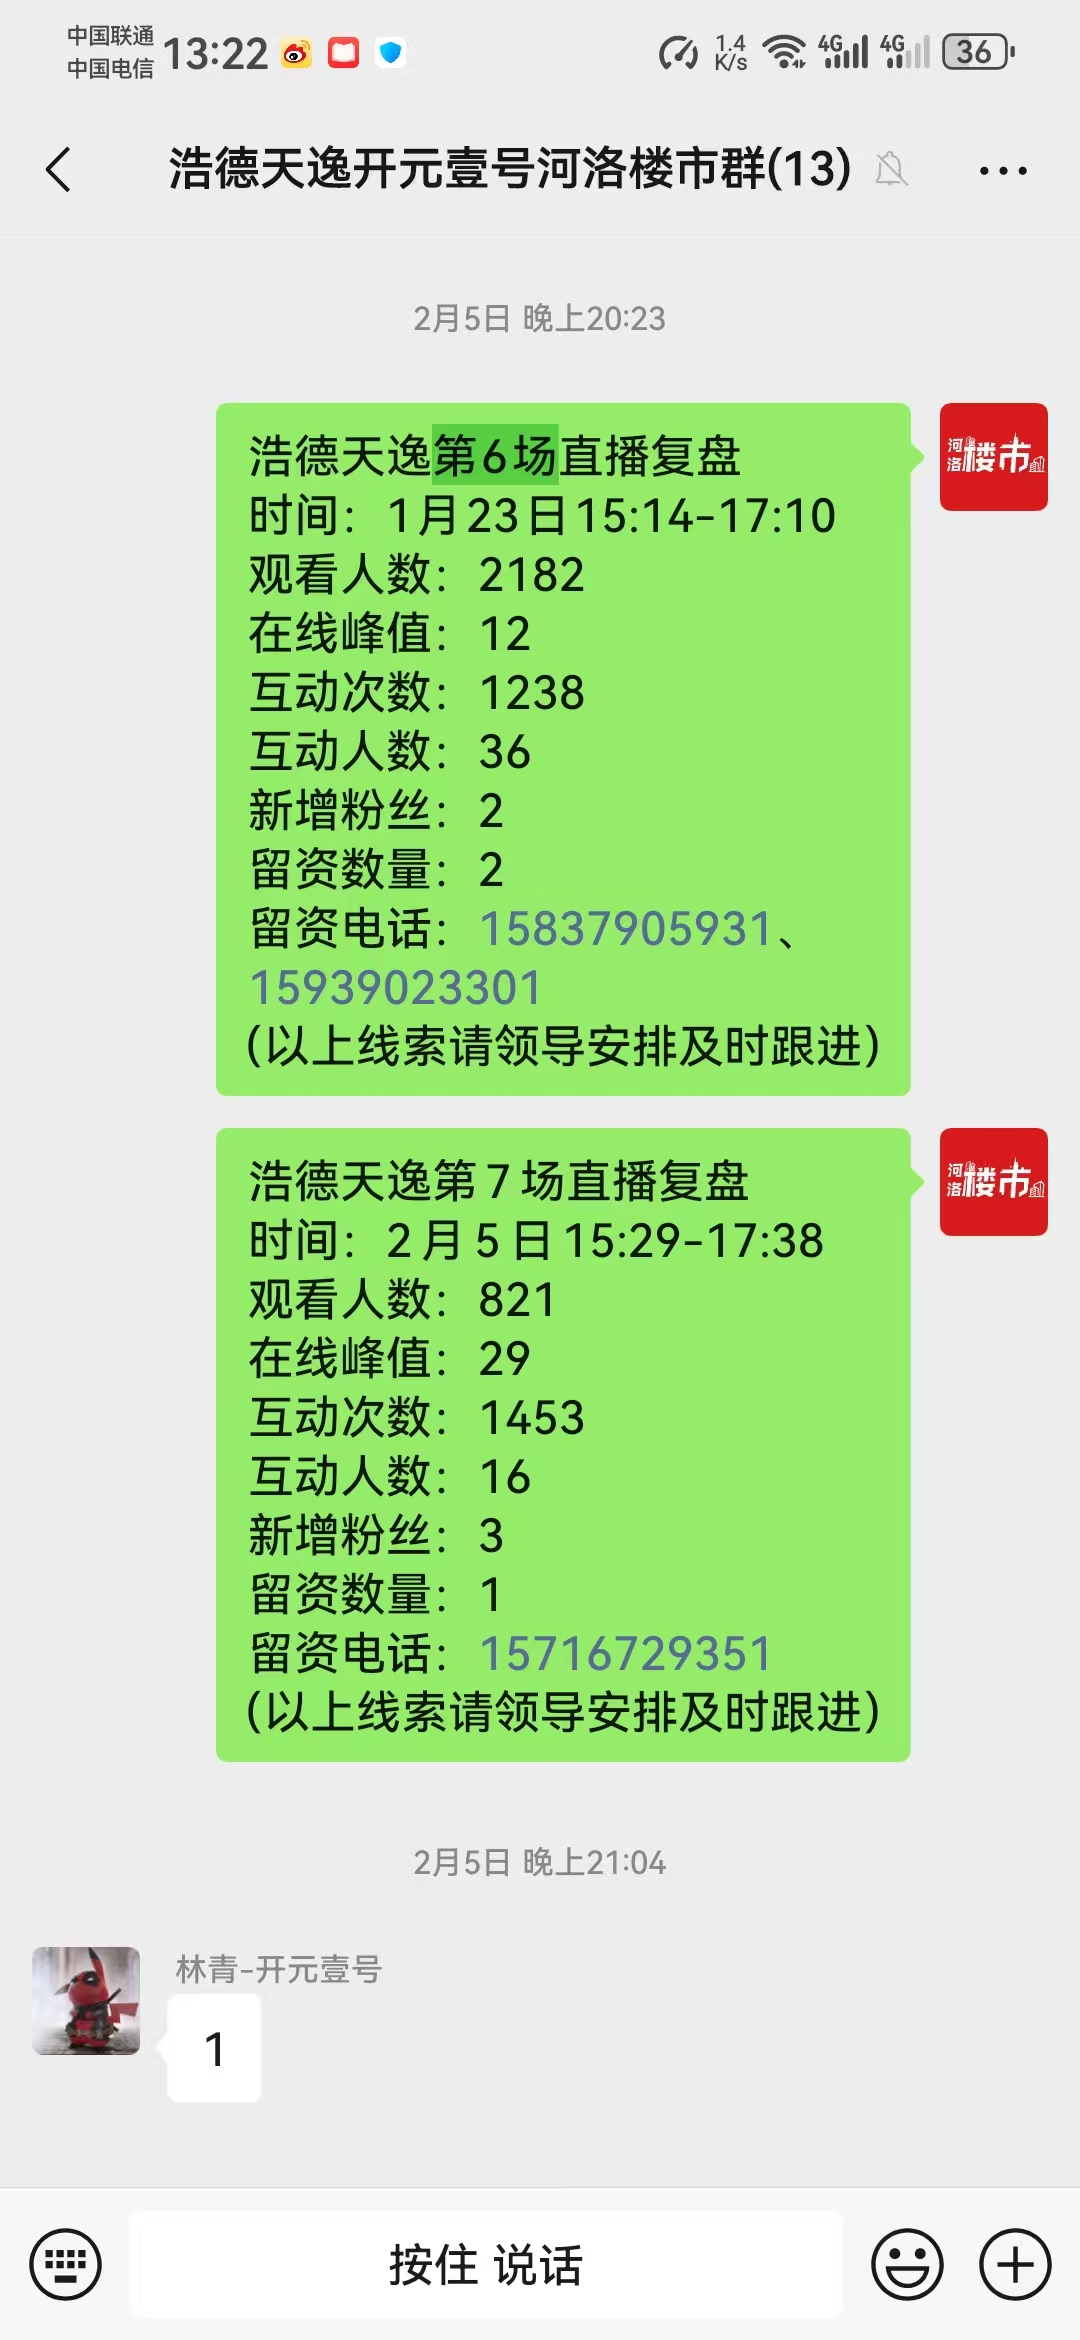 中国联通
中国电信
13:22
1.4
K/s
4G
4G
36
浩德天逸开元壹号河洛楼市群(13)
2月5日 晚上20:23
浩德天逸第6场直播复盘
时间：1月23日15:14-17:10
观看人数：2182
在线峰值：12
互动次数：1238
互动人数：36
新增粉丝：2
留资数量：2
留资电话：15837905931、
15939023301
(以上线索请领导安排及时跟进)
河洛楼市
浩德天逸第7场直播复盘
时间：2月5日15:29-17:38
观看人数：821
在线峰值：29
互动次数：1453
互动人数：16
新增粉丝：3
留资数量：1
留资电话：15716729351
(以上线索请领导安排及时跟进)
河洛楼市
2月5日 晚上21:04
林青-开元壹号
1
按住 说话